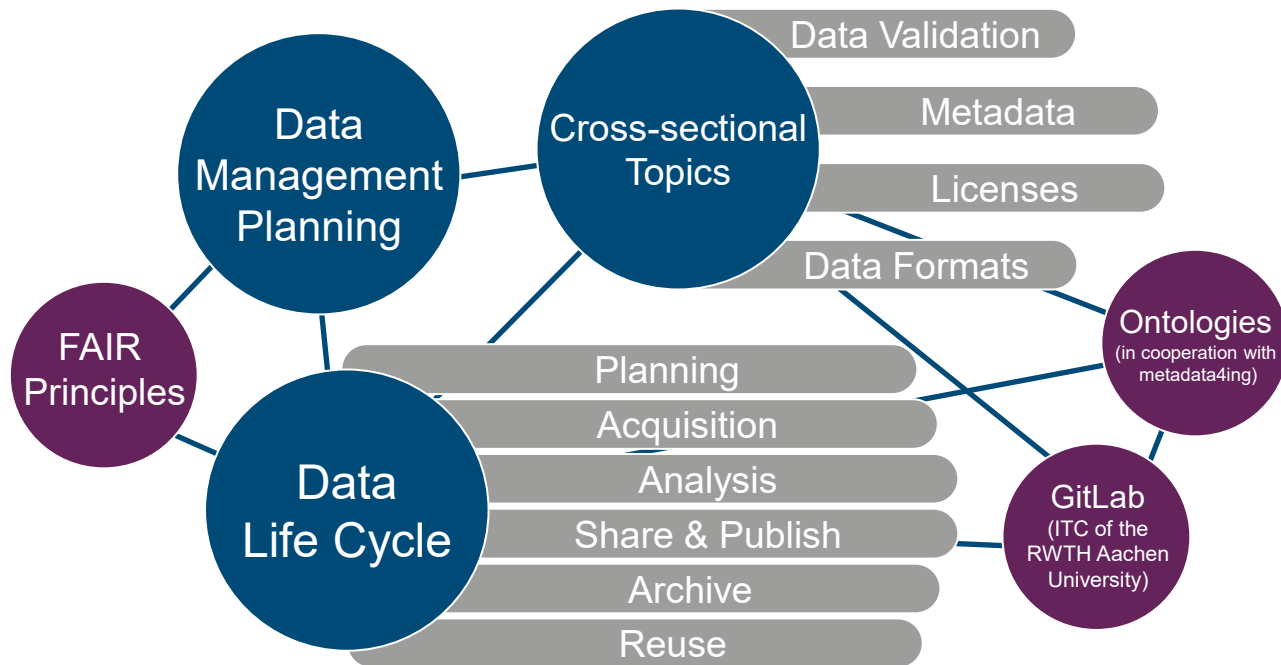 Data
Management
Planning
Cross-sectional
Topics
Data Validation
Metadata
Licenses
Data Formats
FAIR
Principles
Ontologies
(in cooperation with
metadata4ing)
Data
Life Cycle
Planning
Acquisition
Analysis
Share & Publish
Archive
Reuse
GitLab
(ITC of the
RWTH Aachen
University)